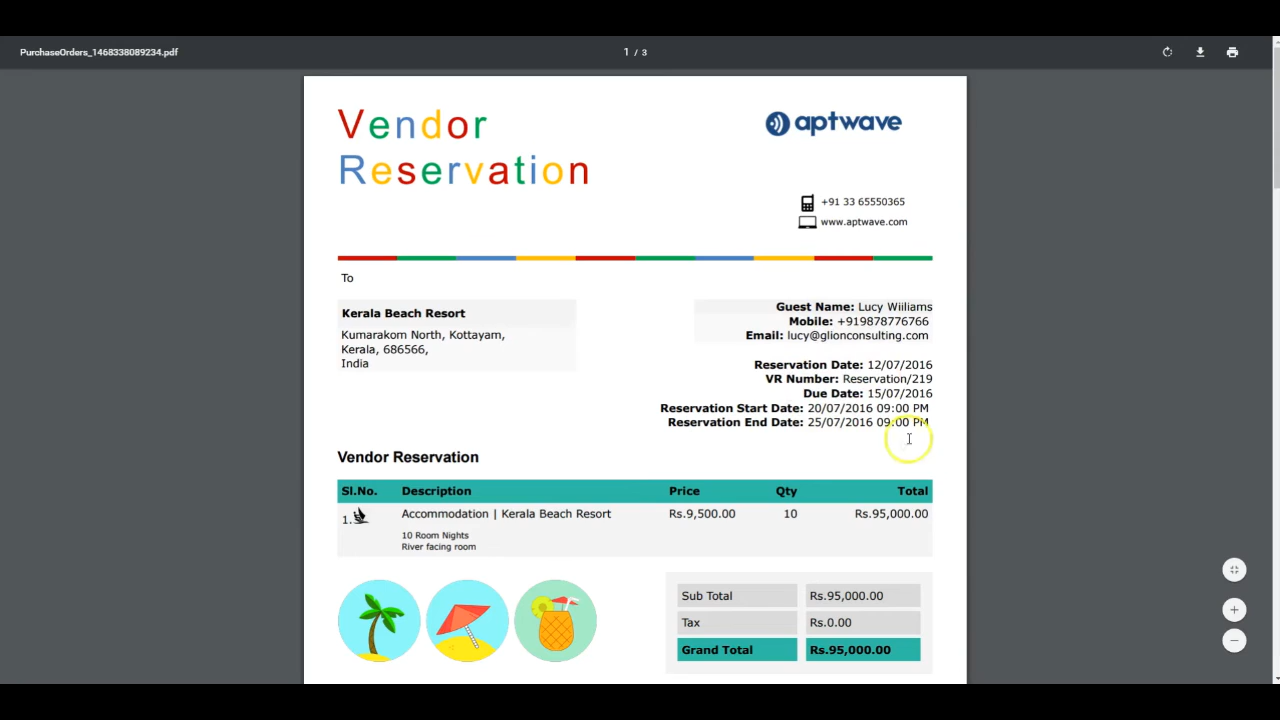 PurchaseOrders_1468338089234.pdf
1 / 3
Vendor
Reservation
aptwave
+91 33 65550365
www.aptwave.com
To
Kerala Beach Resort
Kumarakom North, Kottayam,
Kerala, 686566,
India
Guest Name: Lucy Wiiliams
Mobile: +919878776766
Email: lucy@glionconsulting.com
Reservation Date: 12/07/2016
VR Number: Reservation/219
Due Date: 15/07/2016
Reservation Start Date: 20/07/2016 09:00 PM
Reservation End Date: 25/07/2016 09:00 PM
Vendor Reservation
Sl.No. Description Price Qty Total
1. Accommodation | Kerala Beach Resort Rs.9,500.00 10 Rs.95,000.00
10 Room Nights
River facing room
Sub Total Rs.95,000.00
Tax Rs.0.00
Grand Total Rs.95,000.00